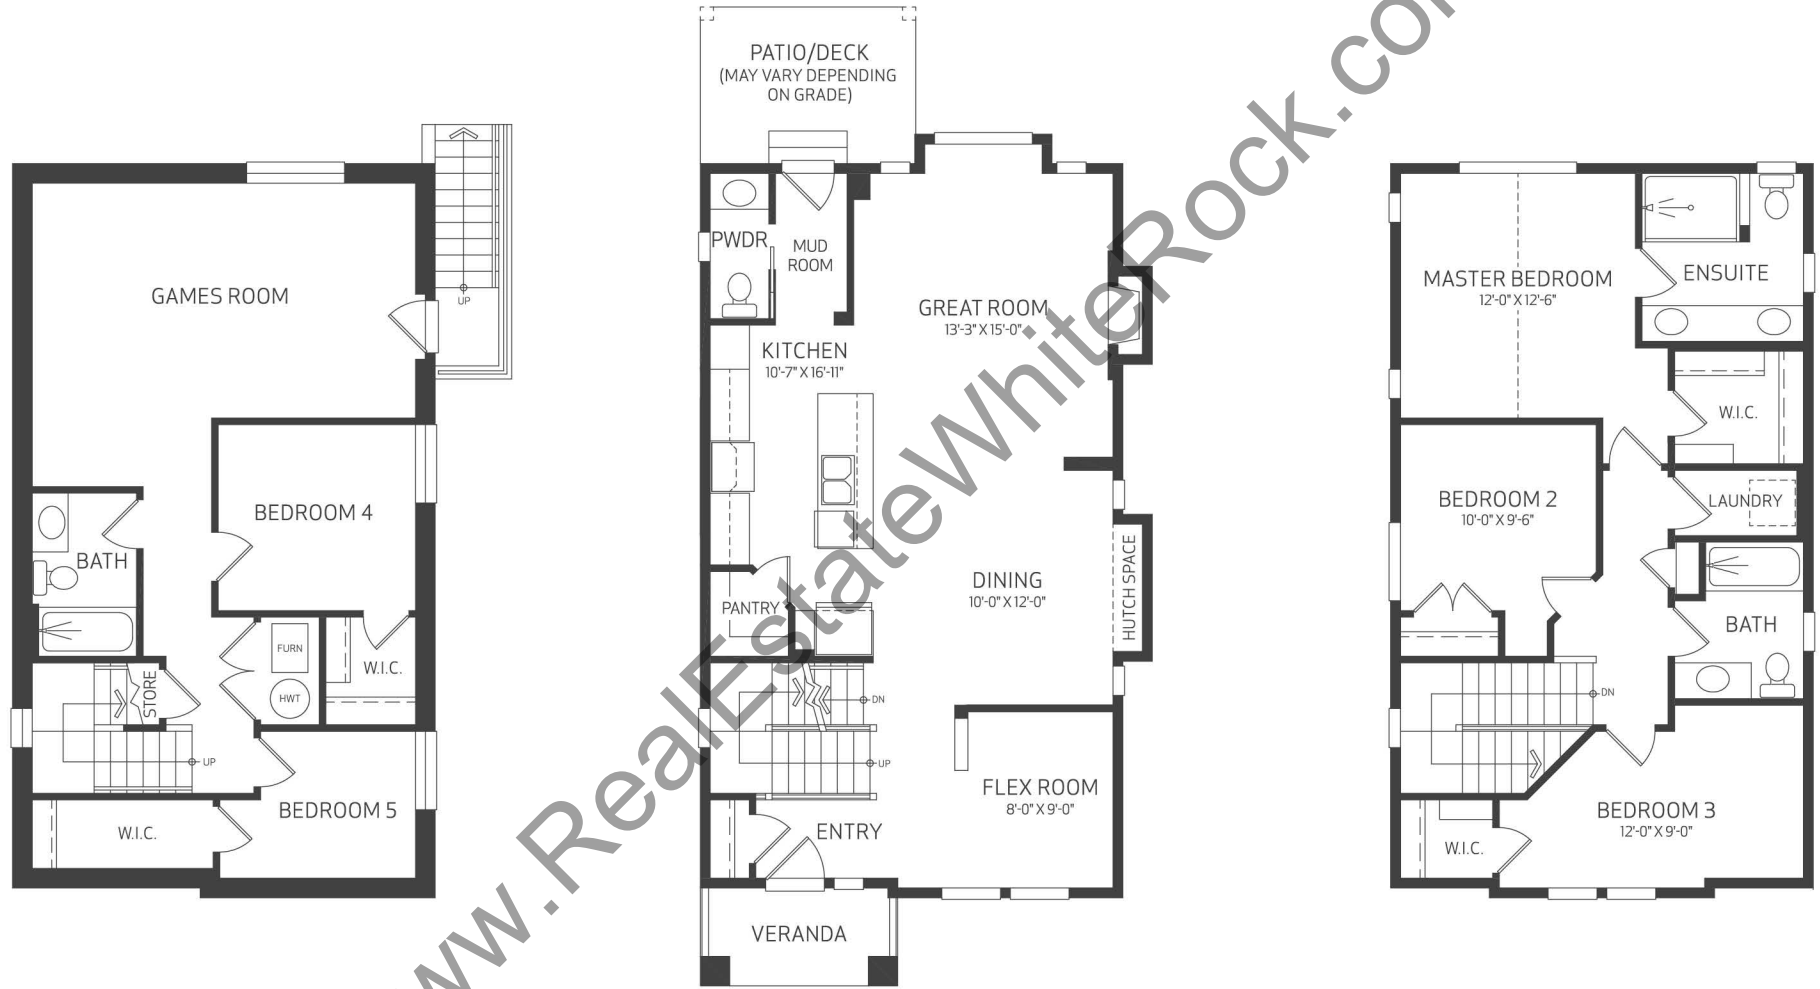 GAMES ROOM
UP
BEDROOM 4
BATH
FURN
HWT
W.I.C.
STORE
UP
BEDROOM 5
W.I.C.
PATIO/DECK
(MAY VARY DEPENDING
ON GRADE)
PWDR
MUD
ROOM
GREAT ROOM
13'-3" X 15'-0"
KITCHEN
10'-7" X 16'-11"
DINING
10'-0" X 12'-0"
HUTCH SPACE
PANTRY
DN
UP
FLEX ROOM
8'-0" X 9'-0"
ENTRY
VERANDA
MASTER BEDROOM
12'-0" X 12'-6"
ENSUITE
W.I.C.
BEDROOM 2
10'-0" X 9'-6"
LAUNDRY
BATH
DN
BEDROOM 3
12'-0" X 9'-0"
W.I.C.
www.RealEstateWhiteRock.com